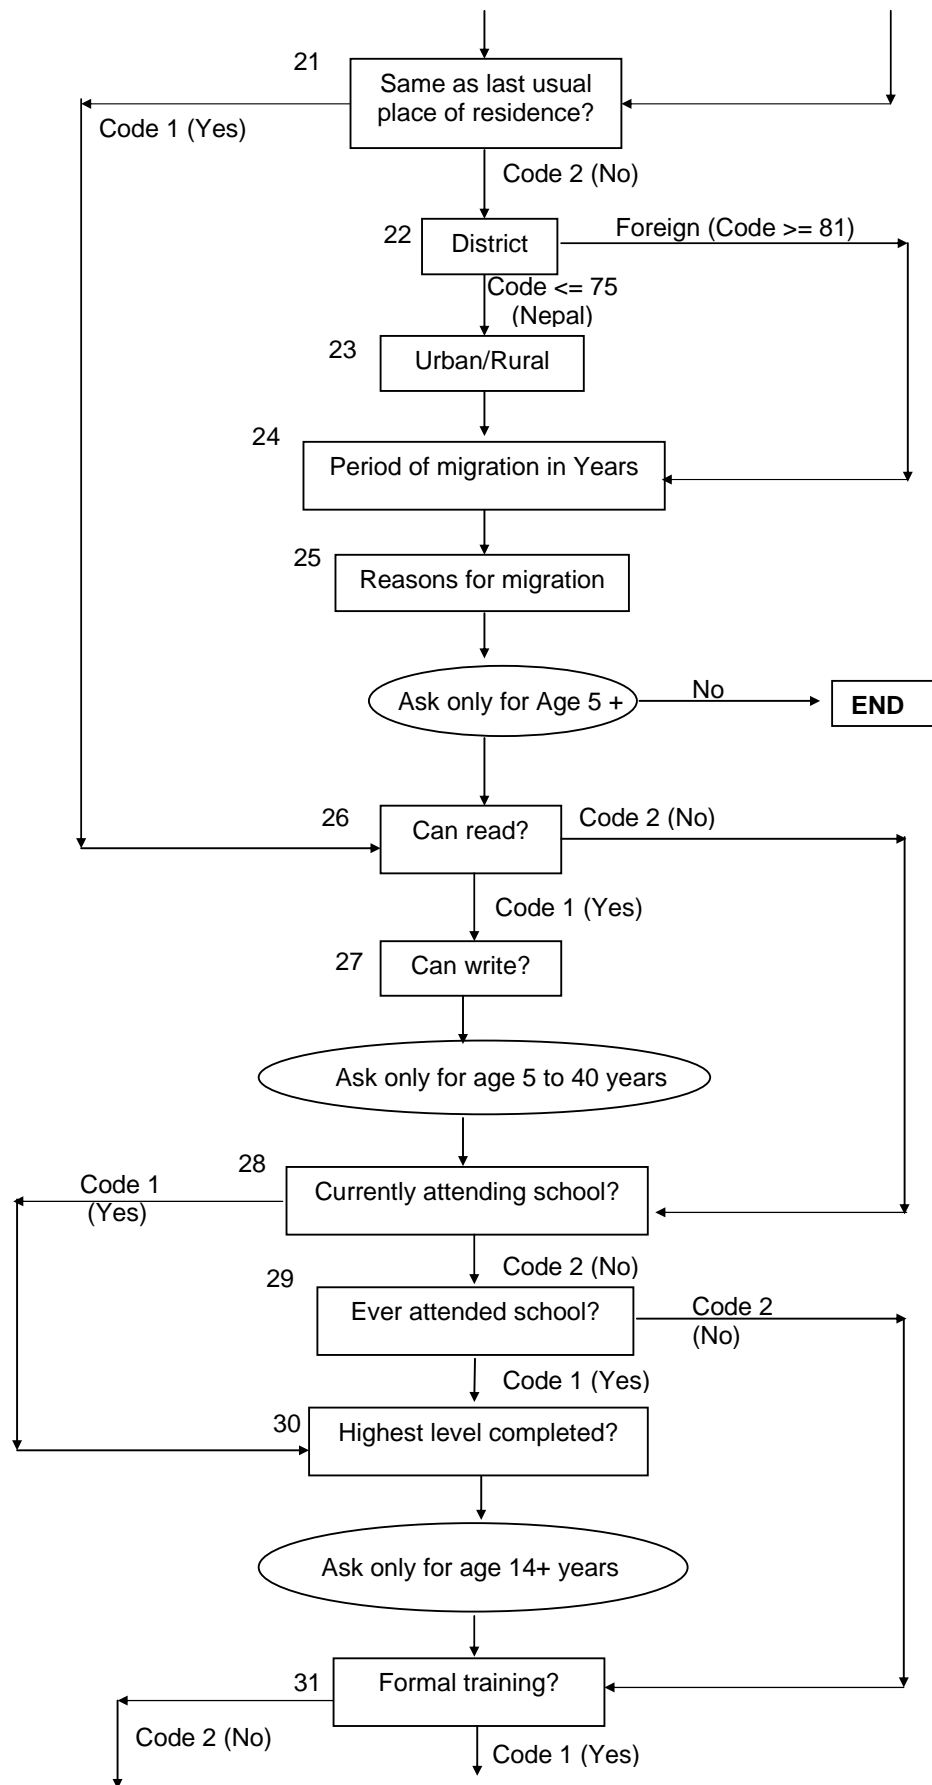 21
Same as last usual
place of residence?
Code 1 (Yes)
Code 2 (No)
22
District
Foreign (Code >= 81)
Code <= 75
(Nepal)
23
Urban/Rural
24
Period of migration in Years
25
Reasons for migration
Ask only for Age 5 +
No
END
26
Can read?
Code 2 (No)
Code 1 (Yes)
27
Can write?
Ask only for age 5 to 40 years
28
Currently attending school?
Code 1
(Yes)
Code 2 (No)
29
Ever attended school?
Code 2
(No)
Code 1 (Yes)
30
Highest level completed?
Ask only for age 14+ years
31
Formal training?
Code 2 (No)
Code 1 (Yes)